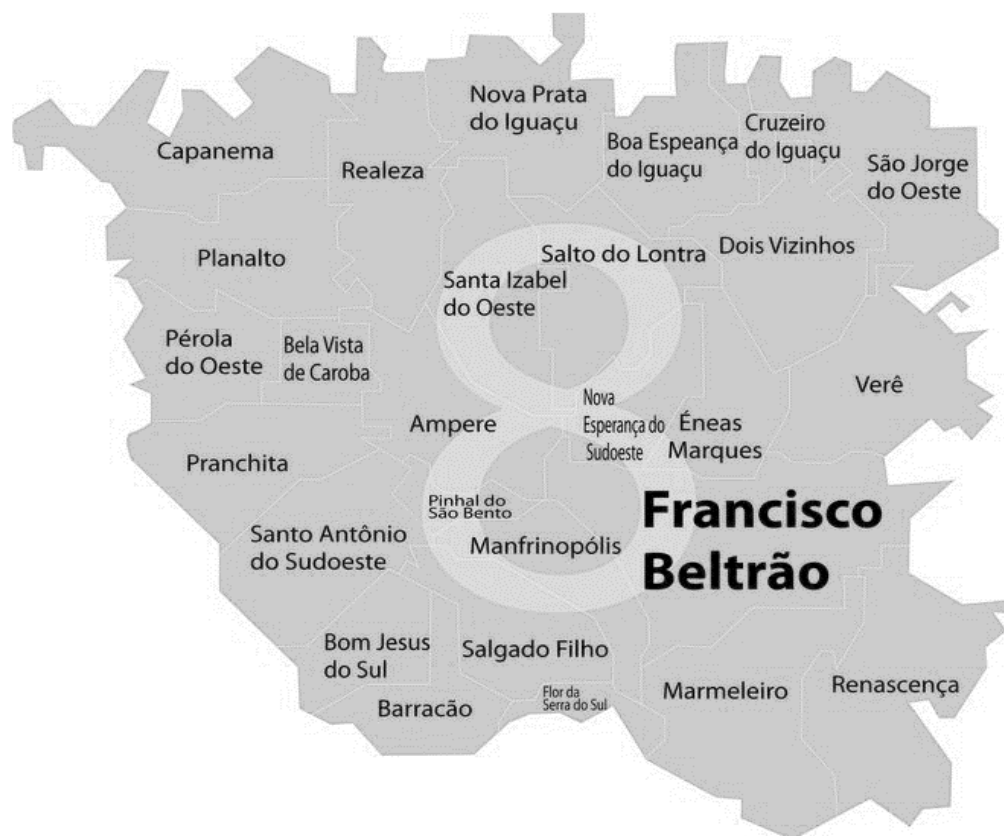 Nova Prata
do Iguaçu
Cruzeiro
do Iguaçu
Boa Espeança
do Iguaçu
Capanema
Realeza
São Jorge
do Oeste
Planalto
Salto do Lontra
Dois Vizinhos
Santa Izabel
do Oeste
Pérola
do Oeste
Bela Vista
de Caroba
Verê
Nova
Esperança do
Sudoeste
Ampere
Éneas
Marques
Pranchita
8
Pinhal do
São Bento
Francisco
Beltrão
Santo Antônio
do Sudoeste
Manfrinopólis
Bom Jesus
do Sul
Salgado Filho
Flor da
Serra do Sul
Marmeleiro
Renascença
Barracão